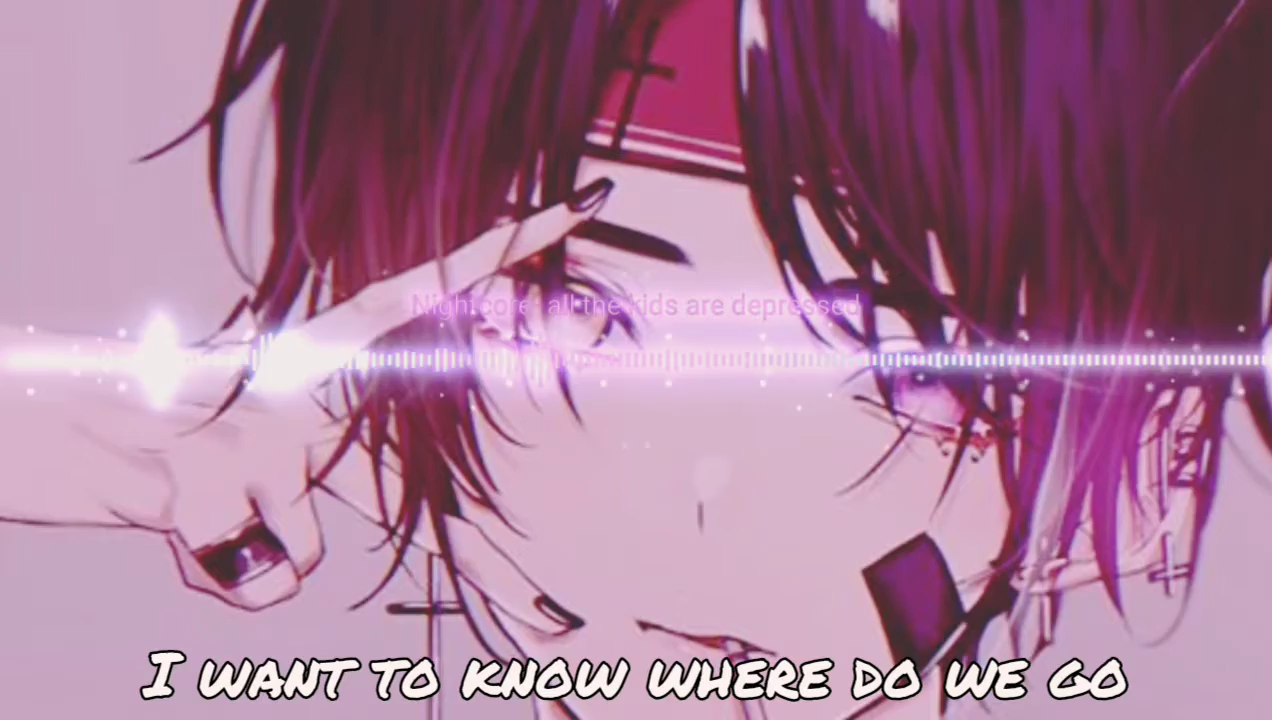 Nightcore- all the kids are depressed
I WANT TO KNOW WHERE DO WE GO